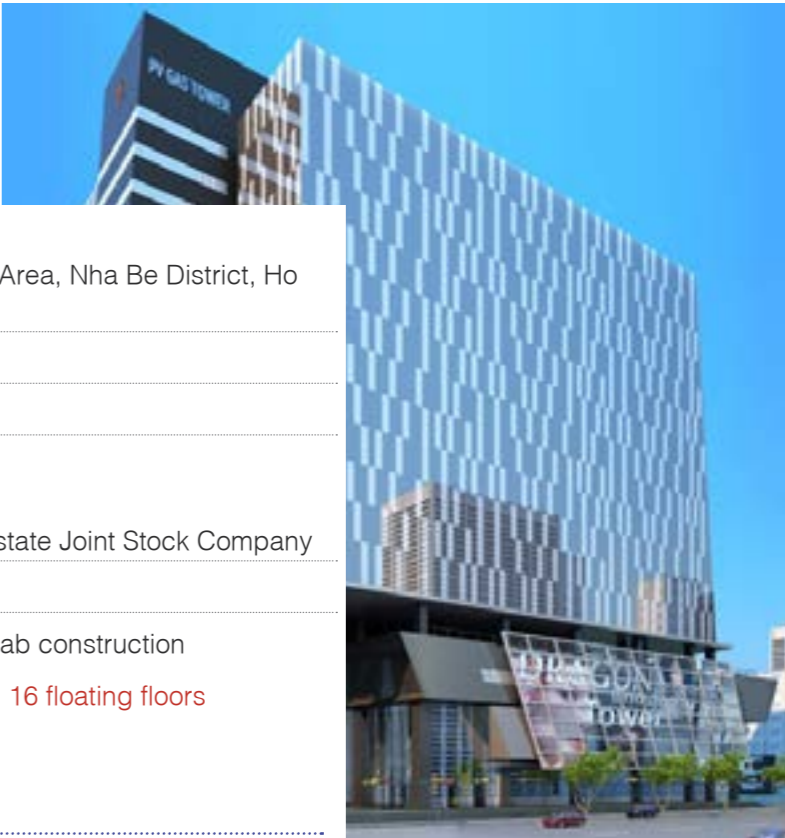 PV GAS TOWER
Area, Nha Be District, Ho
state Joint Stock Company
ab construction
16 floating floors
Tower